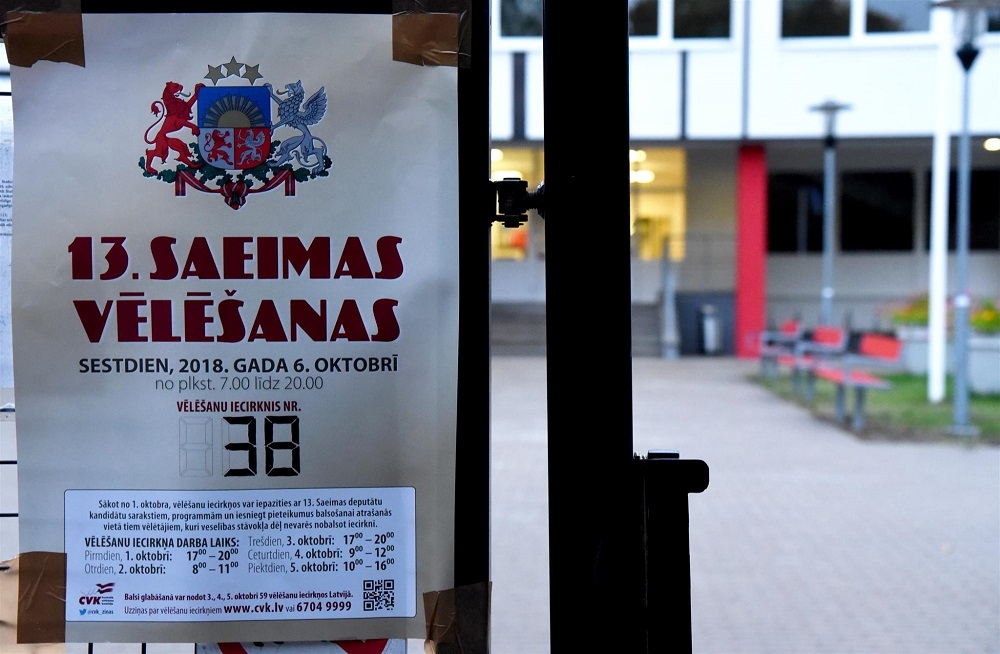 13. SAEIMAS
VĒLĒŠANAS
SESTDIEN, 2018. GADA 6. OKTOBRĪ
no plkst. 7.00 līdz 20.00
VĒLĒŠANU IECIRKNIS NR.
38
Sākot no 1. oktobra, vēlēšanu iecirkņos var iepazīties ar 13. Saeimas deputātu
kandidātu sarakstiem, programmām un iesniegt pieteikumus balsošanai atrašanās
vietā tiem vēlētājiem, kuri veselības stāvokļa dēļ nevarēs nobalsot iecirknī.
VĒLĒŠANU IECIRKŅA DARBA LAIKS:
Pirmdien, 1. oktobrī: 17⁰⁰ – 20⁰⁰
Otrdien, 2. oktobrī: 8⁰⁰ – 11⁰⁰
Trešdien, 3. oktobrī: 17⁰⁰ – 20⁰⁰
Ceturtdien, 4. oktobrī: 9⁰⁰ – 12⁰⁰
Piektdien, 5. oktobrī: 10⁰⁰ – 16⁰⁰
CVK
@cvk_zinas
Balsi glabāšanā var nodot 3., 4., 5. oktobrī 59 vēlēšanu iecirkņos Latvijā.
Uzziņas par vēlēšanu iecirkņiem www.cvk.lv vai 6704 9999